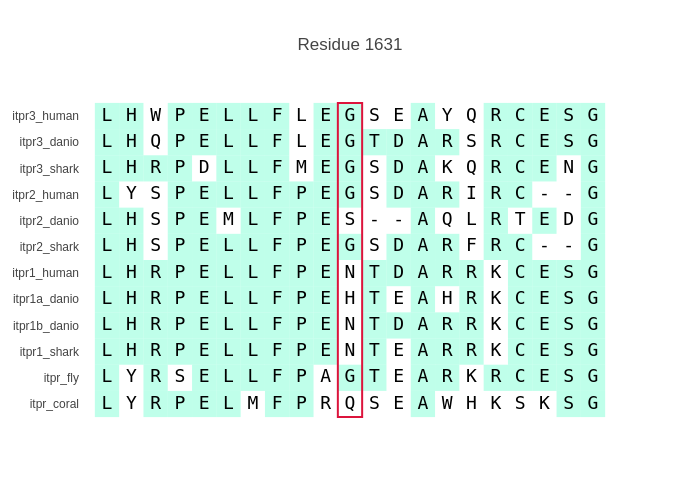 Residue 1631
itpr3_human L H W P E L L F L E G S E A Y Q R C E S G
itpr3_danio L H Q P E L L F L E G T D A R S R C E S G
itpr3_shark L H R P D L L F M E G S D A K Q R C E N G
itpr2_human L Y S P E L L F P E G S D A R I R C - - G
itpr2_danio L H S P E M L F P E S - - A Q L R T E D G
itpr2_shark L H S P E L L F P E G S D A R F R C - - G
itpr1_human L H R P E L L F P E N T D A R R K C E S G
itpr1a_danio L H R P E L L F P E H T E A H R K C E S G
itpr1b_danio L H R P E L L F P E N T D A R R K C E S G
itpr1_shark L H R P E L L F P E N T E A R R K C E S G
itpr_fly L Y R S E L L F P A G T E A R K R C E S G
itpr_coral L Y R P E L M F P R Q S E A W H K S K S G